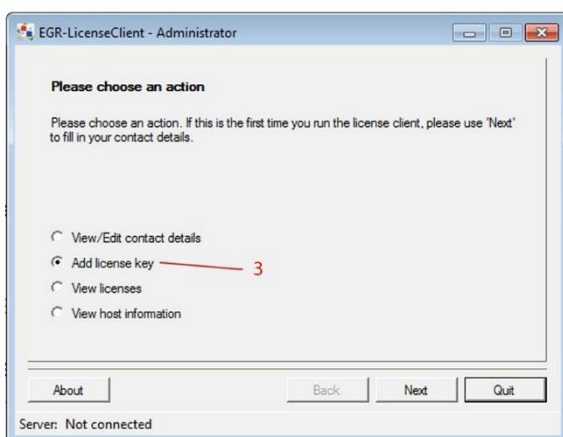 EGR-LicenseClient - Administrator
Please choose an action
Please choose an action. If this is the first time you run the license client, please use 'Next'
to fill in your contact details.
View/Edit contact details
Add license key
3
View licenses
View host information
About
Back
Next
Quit
Server: Not connected